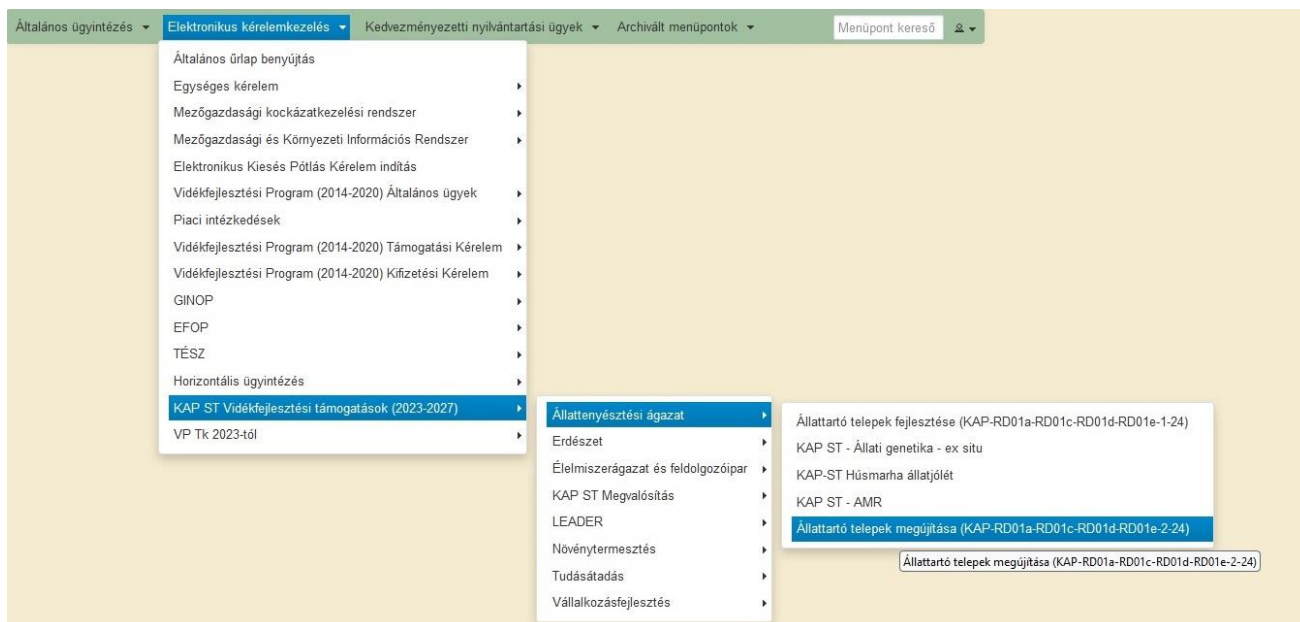 Általános ügyintézés Elektronikus kérelemkezelés Kedvezményezetti nyilvántartási ügyek Archivált menüpontok Menüpont kereső
Általános űrlap benyújtás
Egységes kérelem
Mezőgazdasági kockázatkezelési rendszer
Mezőgazdasági és Környezeti Információs Rendszer
Elektronikus Kiesés Pótlás Kérelem indítás
Vidékfejlesztési Program (2014-2020) Általános ügyek
Piaci intézkedések
Vidékfejlesztési Program (2014-2020) Támogatási Kérelem
Vidékfejlesztési Program (2014-2020) Kifizetési Kérelem
GINOP
EFOP
TÉSZ
Horizontális ügyintézés
KAP ST Vidékfejlesztési támogatások (2023-2027)
VP Tk 2023-tól
Állattenyésztési ágazat
Erdészet
Élelmiszerágazat és feldolgozóipar
KAP ST Megvalósítás
LEADER
Növénytermesztés
Tudásátadás
Vállalkozásfejlesztés
Állattartó telepek fejlesztése (KAP-RD01a-RD01c-RD01d-RD01e-1-24)
KAP ST - Állati genetika - ex situ
KAP-ST Húsmarha állatjólét
KAP ST - AMR
Állattartó telepek megújítása (KAP-RD01a-RD01c-RD01d-RD01e-2-24)
Állattartó telepek megújítása (KAP-RD01a-RD01c-RD01d-RD01e-2-24)